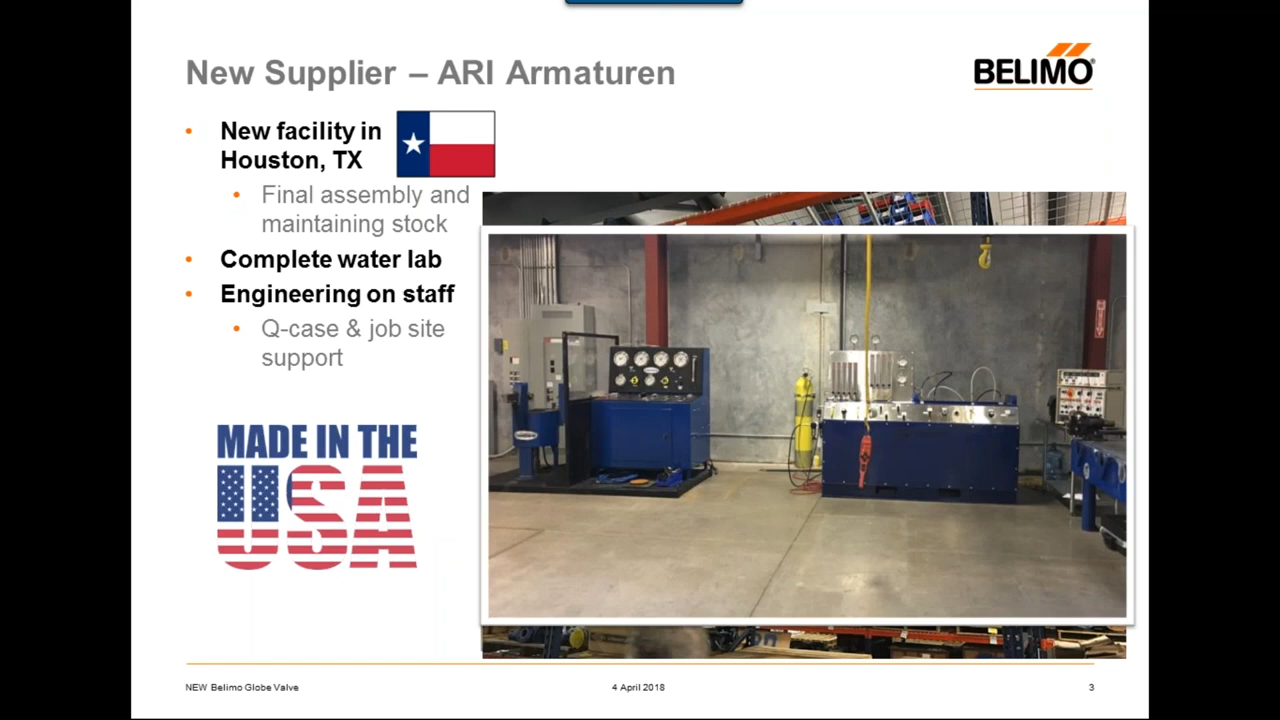 New Supplier – ARI Armaturen
BELIMO
• New facility in
Houston, TX
• Final assembly and
maintaining stock
• Complete water lab
• Engineering on staff
• Q-case & job site
support
MADE IN THE
USA
NEW Belimo Globe Valve
4 April 2018
3